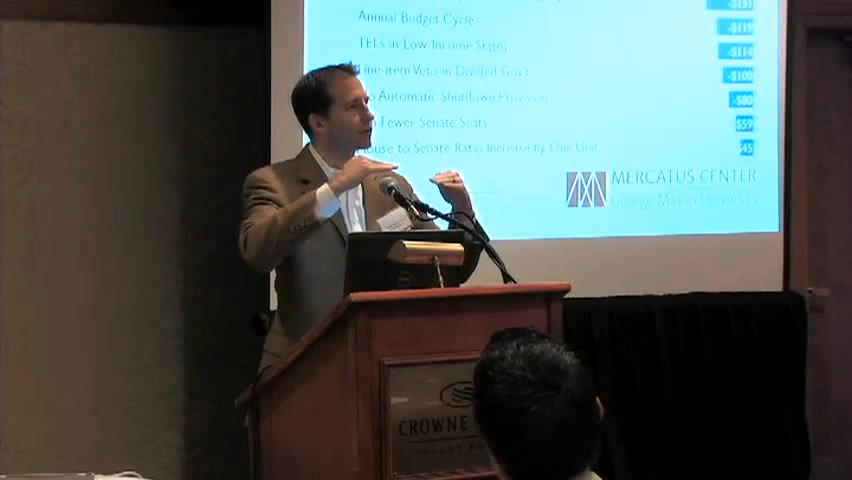 -$131
Annual Budget Cycle
-$119
TELs in Low-Income States
-$114
Line-item Veto in Divided Gov't
-$100
Automatic Shutdown Provision
-$80
Fewer Senate Seats
$59
House to Senate Ratio Increase by One Unit
$45
MERCATUS CENTER
George Mason University
CROWNE